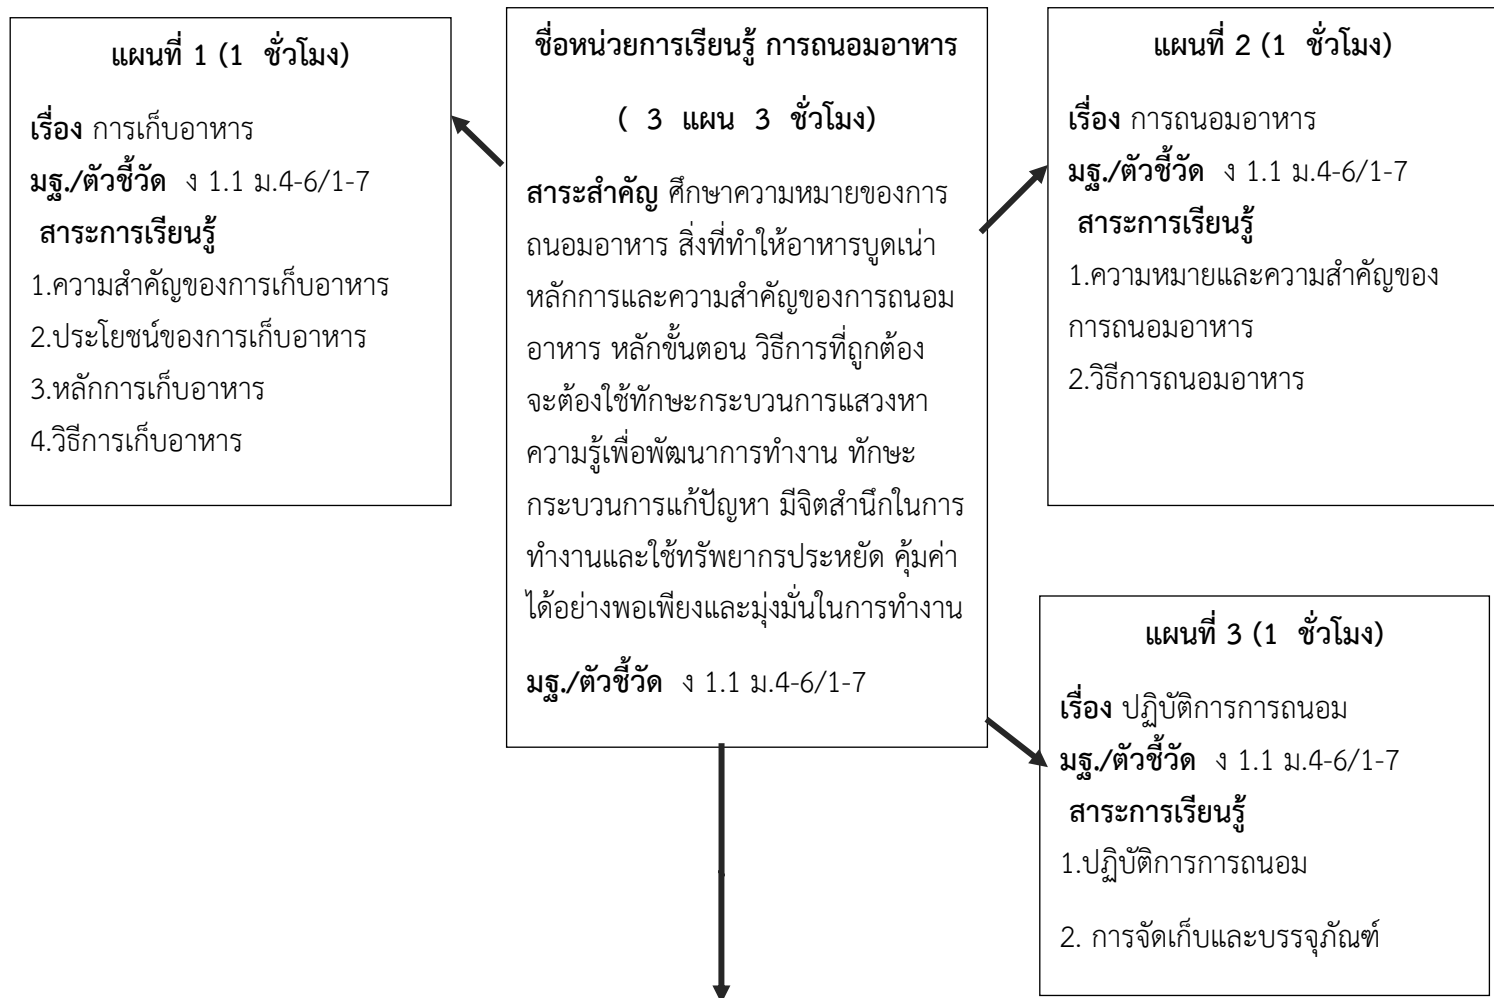 แผนที่ 1 (1 ชั่วโมง)
เรื่อง การเก็บอาหาร
มฐ./ตัวชี้วัด ง 1.1 ม.4-6/1-7
สาระการเรียนรู้
1.ความสำคัญของการเก็บอาหาร
2.ประโยชน์ของการเก็บอาหาร
3.หลักการเก็บอาหาร
4.วิธีการเก็บอาหาร
ชื่อหน่วยการเรียนรู้ การถนอมอาหาร
( 3 แผน 3 ชั่วโมง)
สาระสำคัญ ศึกษาความหมายของการ
ถนอมอาหาร สิ่งที่ทำให้อาหารบูดเน่า
หลักการและความสำคัญของการถนอม
อาหาร หลักขั้นตอน วิธีการที่ถูกต้อง
จะต้องใช้ทักษะกระบวนการแสวงหา
ความรู้เพื่อพัฒนาการทำงาน ทักษะ
กระบวนการแก้ปัญหา มีจิตสำนึกในการ
ทำงานและใช้ทรัพยากรประหยัด คุ้มค่า
ได้อย่างพอเพียงและมุ่งมั่นในการทำงาน
มฐ./ตัวชี้วัด ง 1.1 ม.4-6/1-7
แผนที่ 2 (1 ชั่วโมง)
เรื่อง การถนอมอาหาร
มฐ./ตัวชี้วัด ง 1.1 ม.4-6/1-7
สาระการเรียนรู้
1.ความหมายและความสำคัญของ
การถนอมอาหาร
2.วิธีการถนอมอาหาร
แผนที่ 3 (1 ชั่วโมง)
เรื่อง ปฏิบัติการการถนอม
มฐ./ตัวชี้วัด ง 1.1 ม.4-6/1-7
สาระการเรียนรู้
1.ปฏิบัติการการถนอม
2. การจัดเก็บและบรรจุภัณฑ์